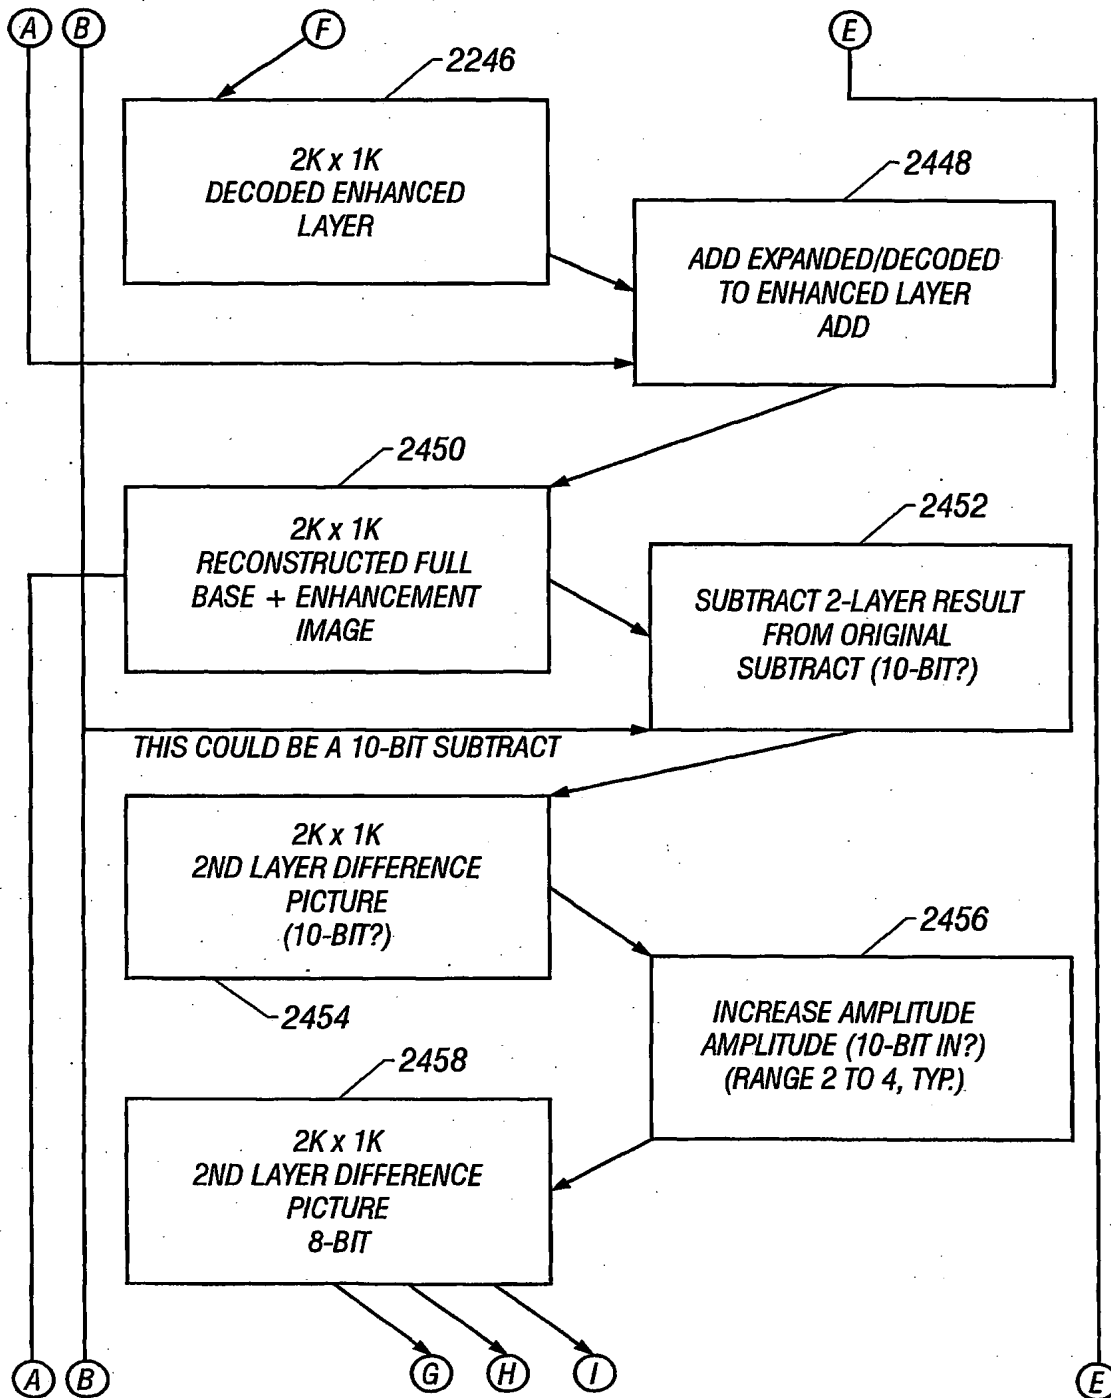 A B F E
2246
2K x 1K
DECODED ENHANCED
LAYER
2448
ADD EXPANDED/DECODED
TO ENHANCED LAYER
ADD
2450
2K x 1K
RECONSTRUCTED FULL
BASE + ENHANCEMENT
IMAGE
2452
SUBTRACT 2-LAYER RESULT
FROM ORIGINAL
SUBTRACT (10-BIT?)
THIS COULD BE A 10-BIT SUBTRACT
2K x 1K
2ND LAYER DIFFERENCE
PICTURE
(10-BIT?)
2454
2456
INCREASE AMPLITUDE
AMPLITUDE (10-BIT IN?)
(RANGE 2 TO 4, TYP.)
2458
2K x 1K
2ND LAYER DIFFERENCE
PICTURE
8-BIT
A B G H I E